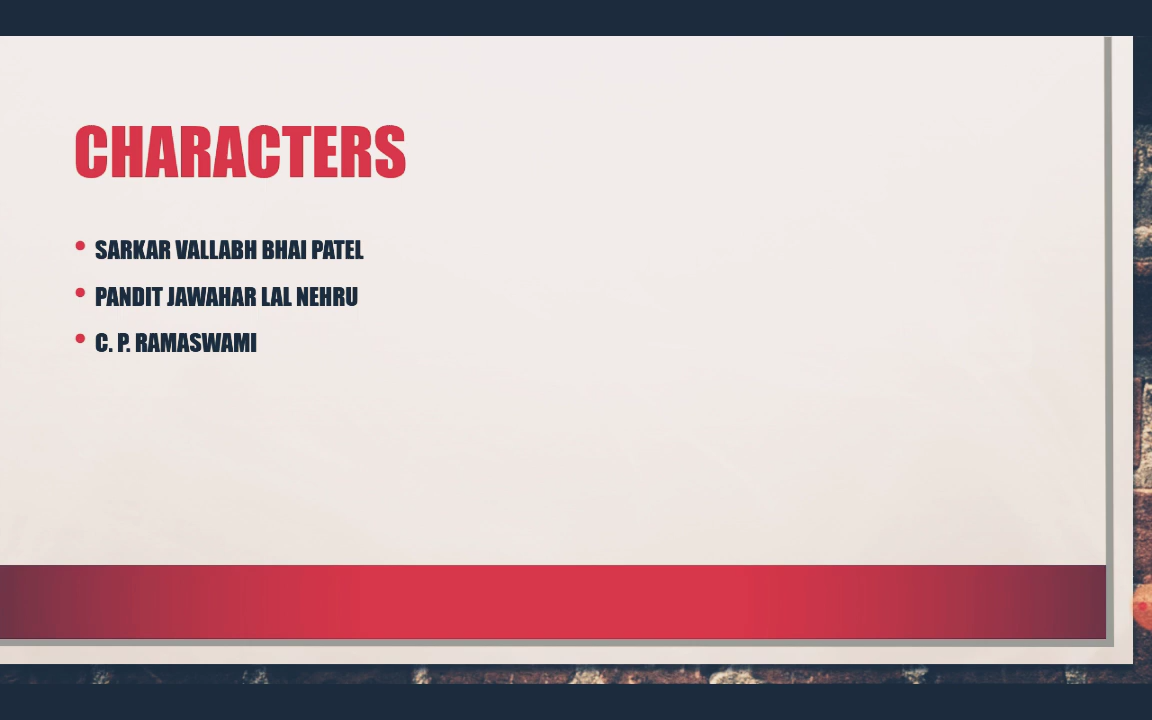 CHARACTERS
SARKAR VALLABH BHAI PATEL
PANDIT JAWAHAR LAL NEHRU
C. P. RAMASWAMI